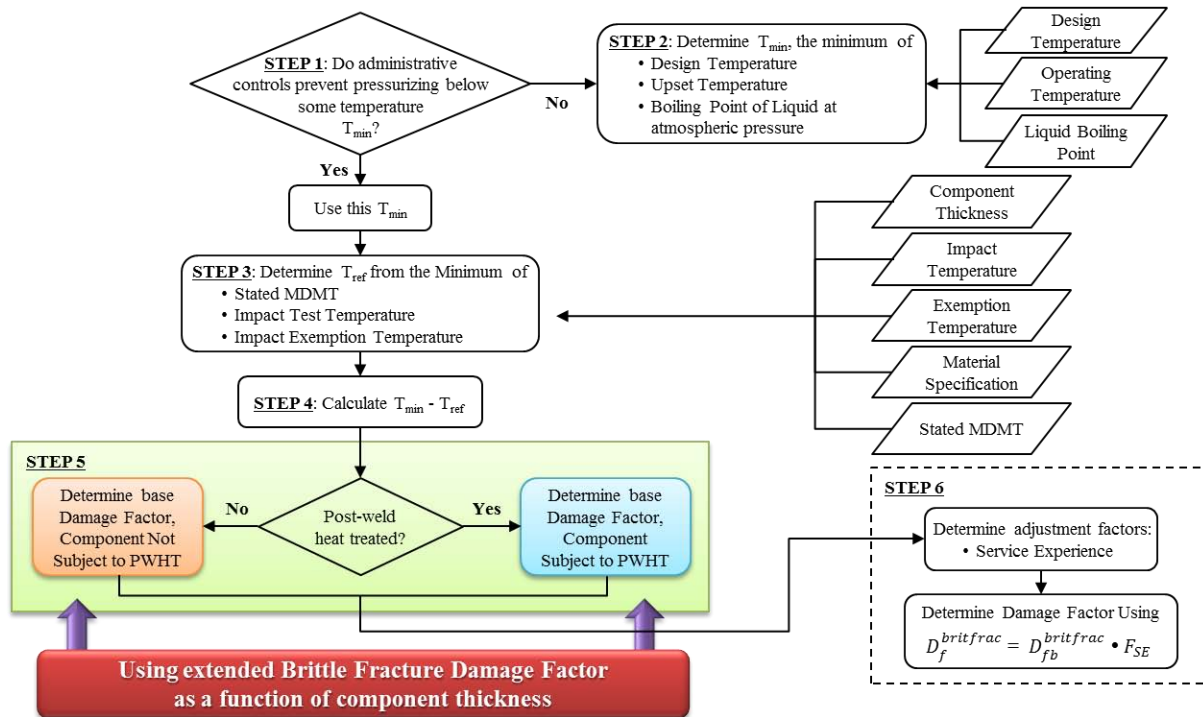 STEP 1: Do administrative
controls prevent pressurizing below
some temperature
Tmin?
No
Yes
STEP 2: Determine Tmin, the minimum of
• Design Temperature
• Upset Temperature
• Boiling Point of Liquid at
atmospheric pressure
Design
Temperature
Operating
Temperature
Liquid Boiling
Point
Use this Tmin
STEP 3: Determine Tref from the Minimum of
• Stated MDMT
• Impact Test Temperature
• Impact Exemption Temperature
Component
Thickness
Impact
Temperature
Exemption
Temperature
Material
Specification
Stated MDMT
STEP 4: Calculate Tmin - Tref
STEP 5
Determine base
Damage Factor,
Component Not
Subject to PWHT
No
Post-weld
heat treated?
Yes
Determine base
Damage Factor,
Component
Subject to PWHT
Using extended Brittle Fracture Damage Factor
as a function of component thickness
STEP 6
Determine adjustment factors:
• Service Experience
Determine Damage Factor Using
D_f^britfrac = D_fb^britfrac • F_SE